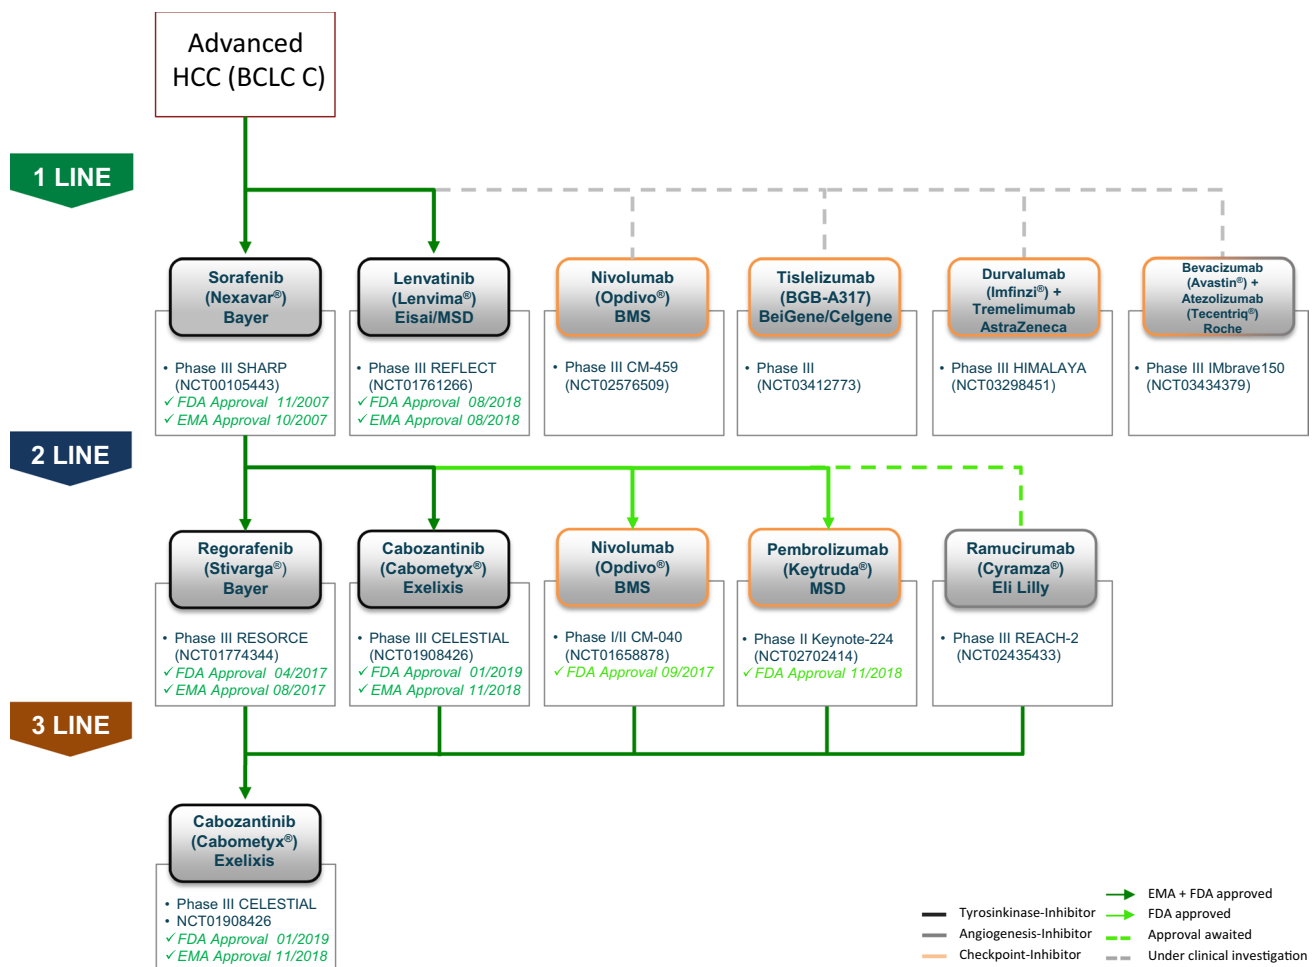 Advanced
HCC (BCLC C)
1 LINE
Sorafenib
(Nexavar®)
Bayer
• Phase III SHARP
(NCT00105443)
✓ FDA Approval 11/2007
✓ EMA Approval 10/2007
Lenvatinib
(Lenvima®)
Eisai/MSD
• Phase III REFLECT
(NCT01761266)
✓ FDA Approval 08/2018
✓ EMA Approval 08/2018
Nivolumab
(Opdivo®)
BMS
• Phase III CM-459
(NCT02576509)
Tislelizumab
(BGB-A317)
BeiGene/Celgene
• Phase III
(NCT03412773)
Durvalumab
(Imfinzi®) +
Tremelimumab
AstraZeneca
• Phase III HIMALAYA
(NCT03298451)
Bevacizumab
(Avastin®) +
Atezolizumab
(Tecentriq®)
Roche
• Phase III IMbrave150
(NCT03434379)
2 LINE
Regorafenib
(Stivarga®)
Bayer
• Phase III RESORCE
(NCT01774344)
✓ FDA Approval 04/2017
✓ EMA Approval 08/2017
Cabozantinib
(Cabometyx®)
Exelixis
• Phase III CELESTIAL
(NCT01908426)
✓ FDA Approval 01/2019
✓ EMA Approval 11/2018
Nivolumab
(Opdivo®)
BMS
• Phase I/II CM-040
(NCT01658878)
✓ FDA Approval 09/2017
Pembrolizumab
(Keytruda®)
MSD
• Phase II Keynote-224
(NCT02702414)
✓ FDA Approval 11/2018
Ramucirumab
(Cyramza®)
Eli Lilly
• Phase III REACH-2
(NCT02435433)
3 LINE
Cabozantinib
(Cabometyx®)
Exelixis
• Phase III CELESTIAL
• NCT01908426
✓ FDA Approval 01/2019
✓ EMA Approval 11/2018
Tyrosinkinase-Inhibitor
Angiogenesis-Inhibitor
Checkpoint-Inhibitor
EMA + FDA approved
FDA approved
Approval awaited
Under clinical investigation